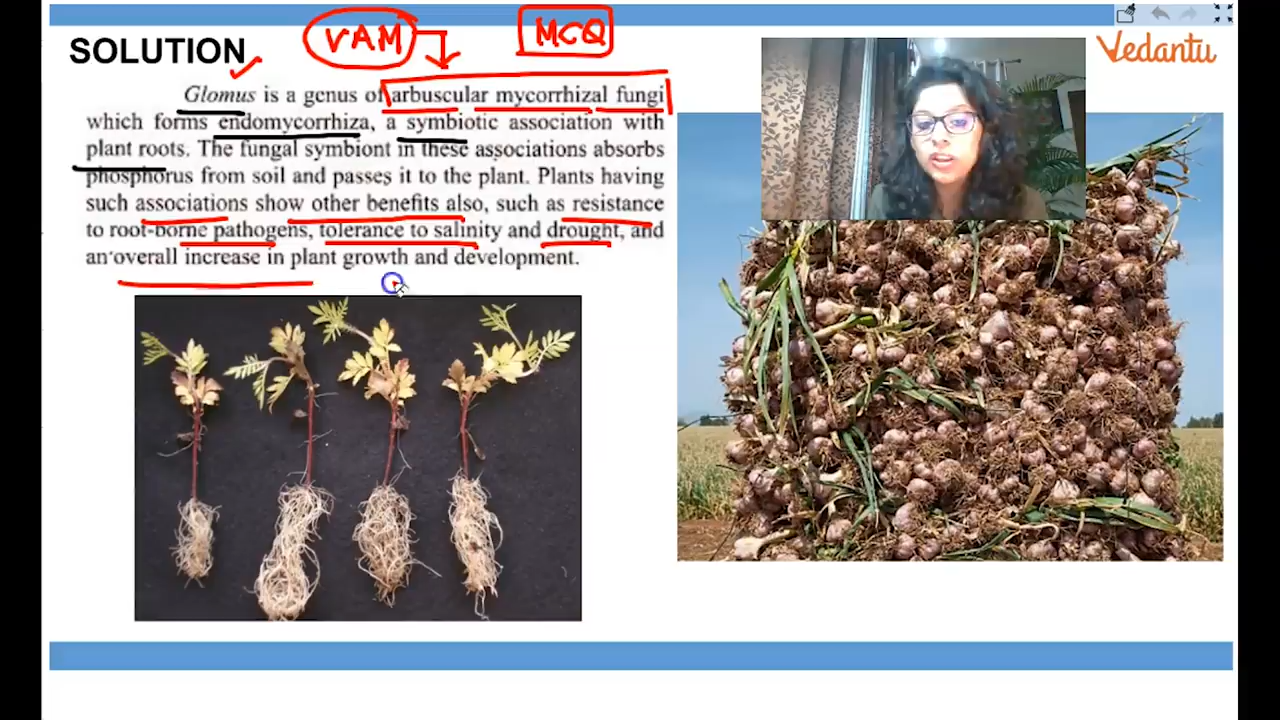 VAM
MCQ
SOLUTION
Vedantu
Glomus is a genus of arbuscular mycorrhizal fungi
which forms endomycorrhiza, a symbiotic association with
plant roots. The fungal symbiont in these associations absorbs
phosphorus from soil and passes it to the plant. Plants having
such associations show other benefits also, such as resistance
to root-borne pathogens, tolerance to salinity and drought, and
an overall increase in plant growth and development.